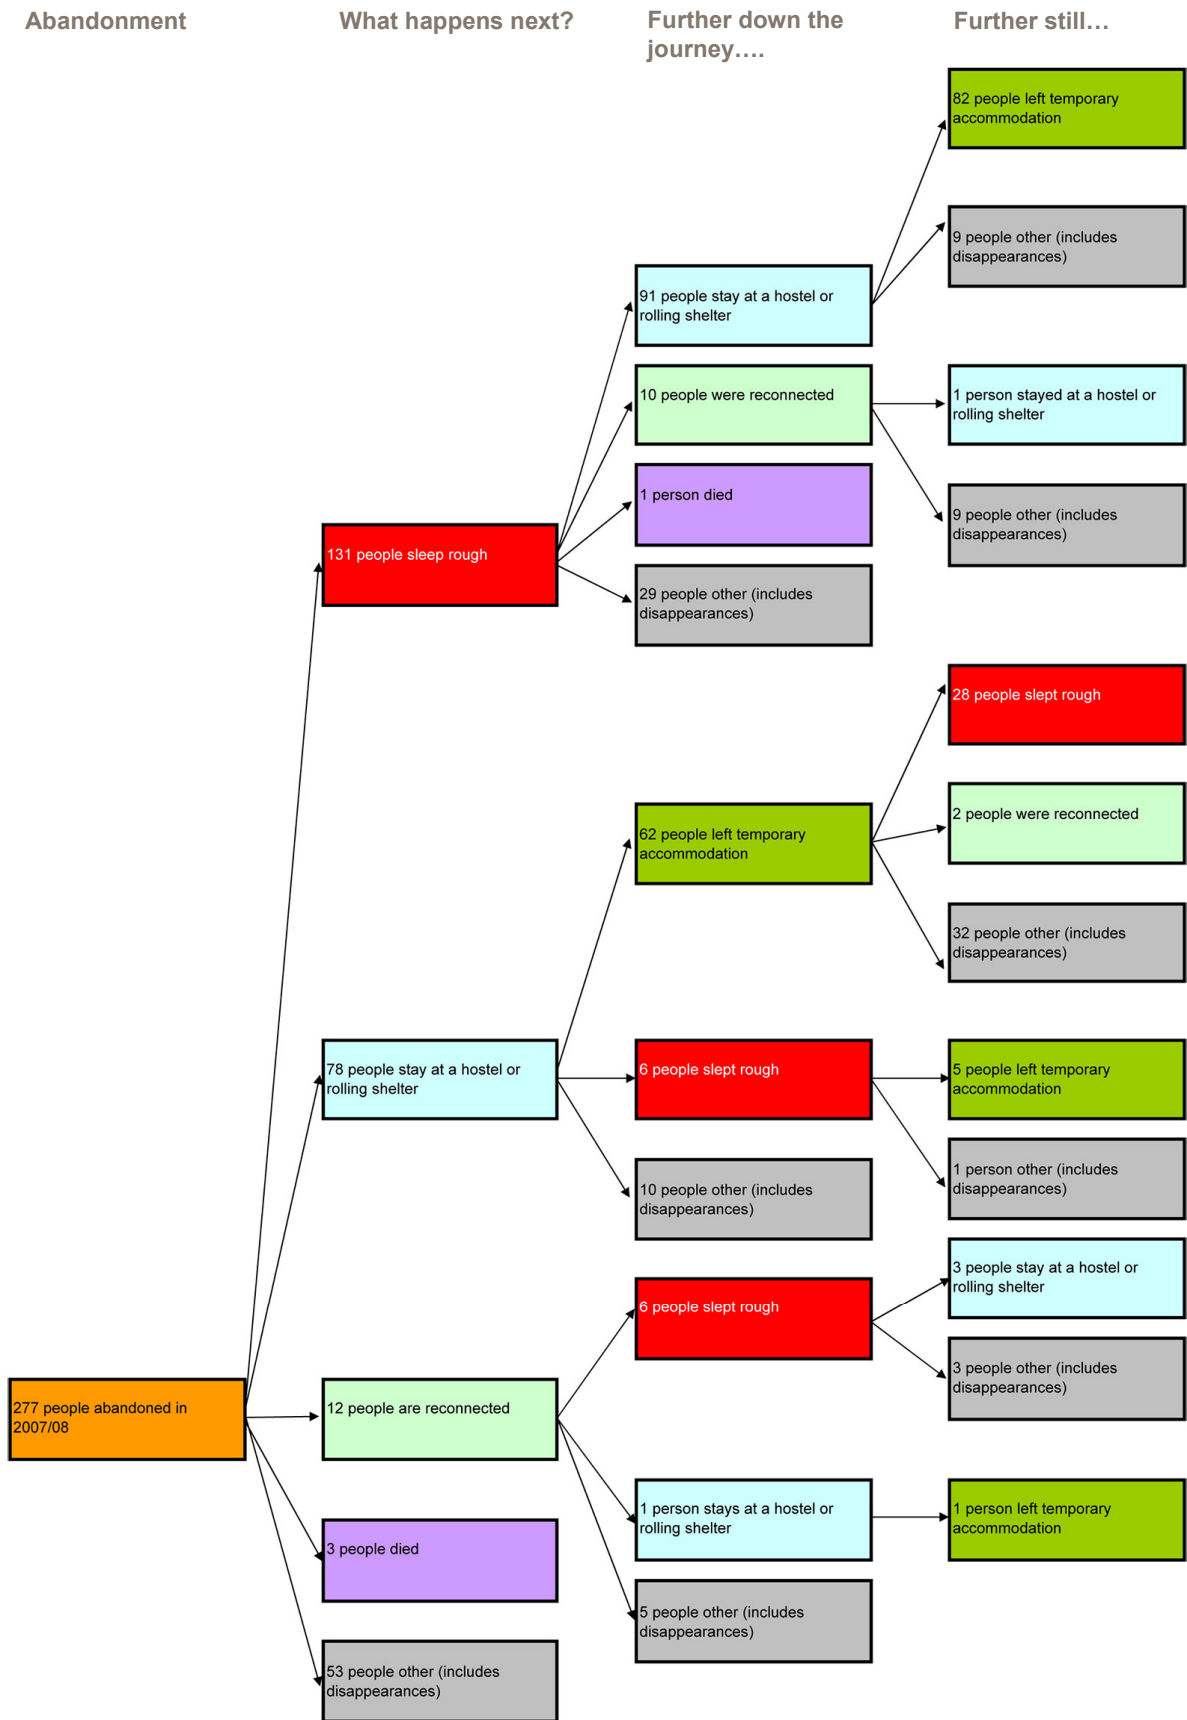 Abandonment
What happens next?
Further down the
journey….
Further still…
82 people left temporary
accommodation
9 people other (includes
disappearances)
91 people stay at a hostel or
rolling shelter
10 people were reconnected
1 person stayed at a hostel or
rolling shelter
1 person died
9 people other (includes
disappearances)
131 people sleep rough
29 people other (includes
disappearances)
28 people slept rough
2 people were reconnected
62 people left temporary
accommodation
32 people other (includes
disappearances)
78 people stay at a hostel or
rolling shelter
6 people slept rough
5 people left temporary
accommodation
10 people other (includes
disappearances)
1 person other (includes
disappearances)
6 people slept rough
3 people stay at a hostel or
rolling shelter
3 people other (includes
disappearances)
277 people abandoned in
2007/08
12 people are reconnected
1 person stays at a hostel or
rolling shelter
1 person left temporary
accommodation
3 people died
5 people other (includes
disappearances)
53 people other (includes
disappearances)